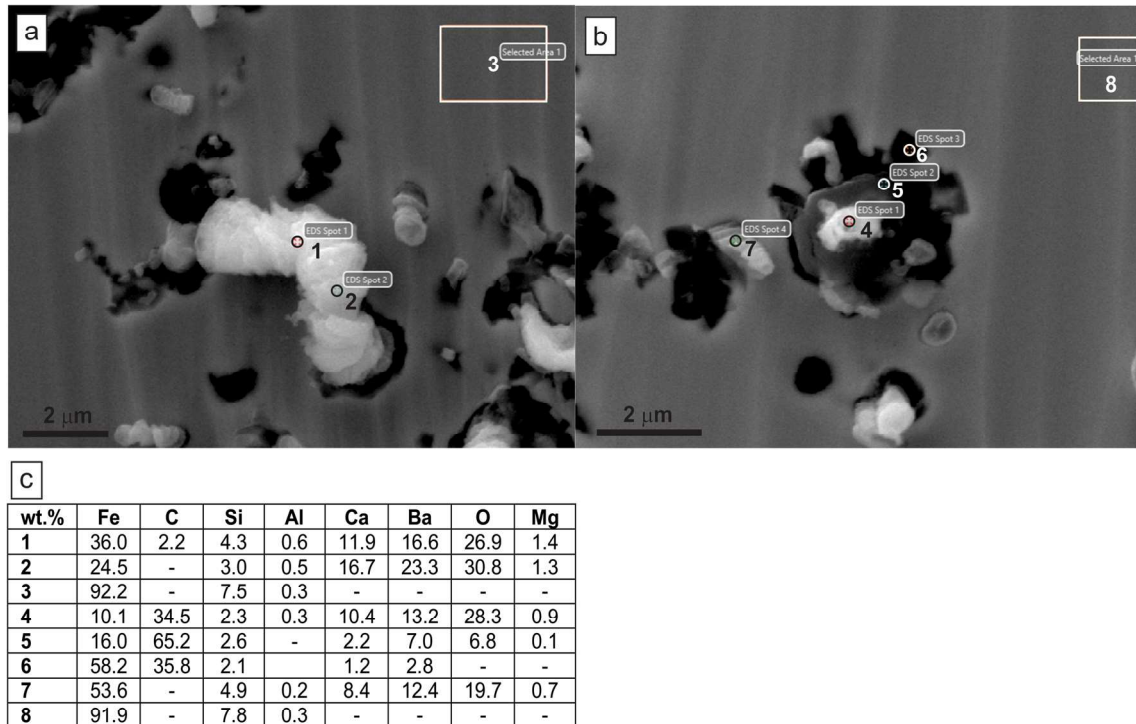 a
Selected Area 1
3
EDS Spot 1
1
EDS Spot 2
2
2 μm
b
Selected Area 1
8
EDS Spot 3
6
EDS Spot 2
5
EDS Spot 1
4
EDS Spot 4
7
2 μm
c
wt.% Fe C Si Al Ca Ba O Mg
1 36.0 2.2 4.3 0.6 11.9 16.6 26.9 1.4
2 24.5 - 3.0 0.5 16.7 23.3 30.8 1.3
3 92.2 - 7.5 0.3 - - - -
4 10.1 34.5 2.3 0.3 10.4 13.2 28.3 0.9
5 16.0 65.2 2.6 - 2.2 7.0 6.8 0.1
6 58.2 35.8 2.1 1.2 2.8 - -
7 53.6 - 4.9 0.2 8.4 12.4 19.7 0.7
8 91.9 - 7.8 0.3 - - - -